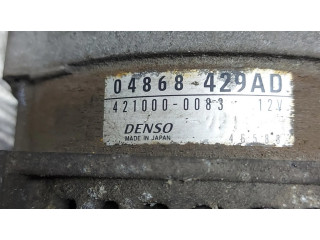 04868-429AD
421000-0083 12V
DENSO
MADE IN JAPAN